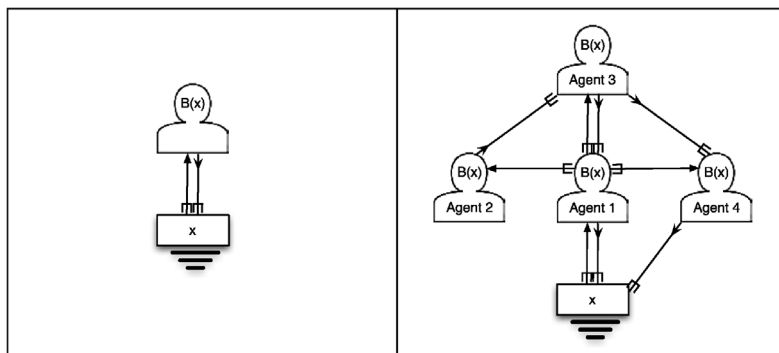 B(x)
x
B(x)
Agent 3
B(x)
Agent 2
B(x)
Agent 1
B(x)
Agent 4
x